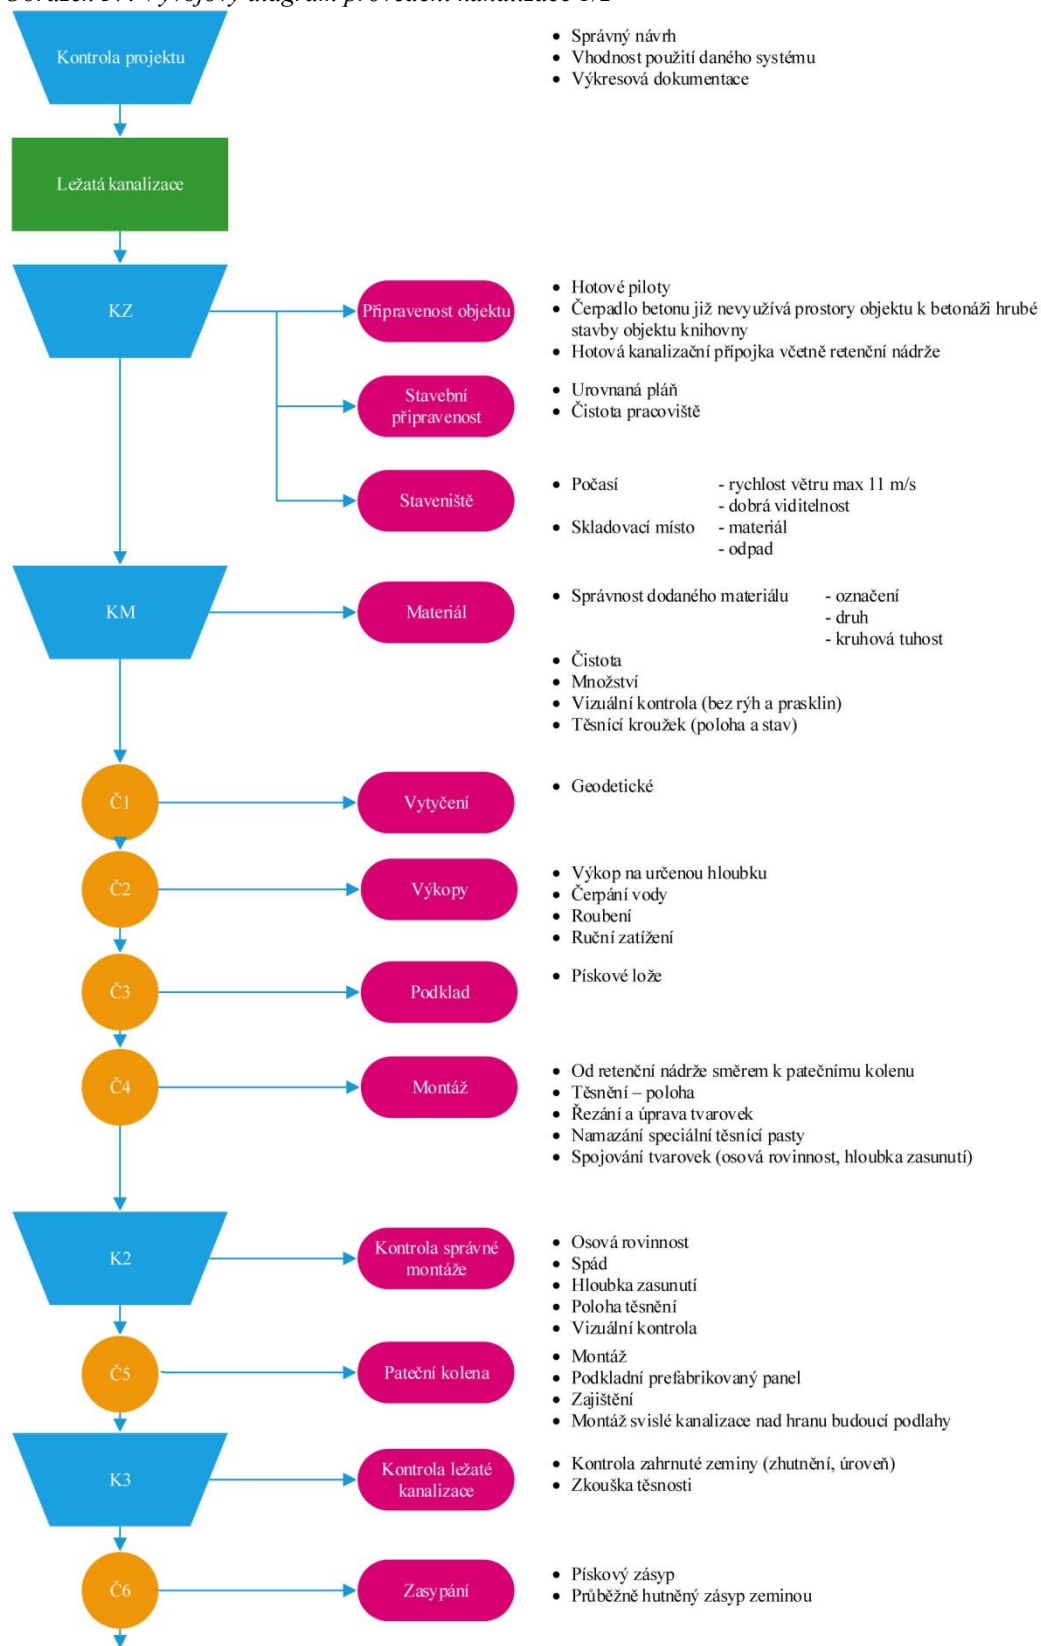 Obrázek 37: Vývojový diagram provedení kanalizace 1/2
Kontrola projektu
• Správný návrh
• Vhodnost použití daného systému
• Výkresová dokumentace
Ležatá kanalizace
KZ
Připravenost objektu
• Hotové piloty
• Čerpadlo betonu již nevyužívá prostory objektu k betonáži hrubé
stavby objektu knihovny
• Hotová kanalizační přípojka včetně retenční nádrže
Stavební
připravenost
• Urovnaná pláň
• Čistota pracoviště
Staveniště
• Počasí - rychlost větru max 11 m/s
- dobrá viditelnost
• Skladovací místo - materiál
- odpad
KM
Materiál
• Správnost dodaného materiálu - označení
- druh
- kruhová tuhost
• Čistota
• Množství
• Vizuální kontrola (bez rýh a prasklin)
• Těsnící kroužek (poloha a stav)
Č1
Vytyčení
• Geodetické
Č2
Výkopy
• Výkop na určenou hloubku
• Čerpání vody
• Roubení
• Ruční zatížení
Č3
Podklad
• Pískové lože
Č4
Montáž
• Od retenční nádrže směrem k patečnímu kolenu
• Těsnění – poloha
• Řezání a úprava tvarovek
• Namazání speciální těsnící pasty
• Spojování tvarovek (osová rovinnost, hloubka zasunutí)
K2
Kontrola správné
montáže
• Osová rovinnost
• Spád
• Hloubka zasunutí
• Poloha těsnění
• Vizuální kontrola
Č5
Pateční kolena
• Montáž
• Podkladní prefabrikovaný panel
• Zajištění
• Montáž svislé kanalizace nad hranu budoucí podlahy
K3
Kontrola ležaté
kanalizace
• Kontrola zahrnuté zeminy (zhutnění, úroveň)
• Zkouška těsnosti
Č6
Zasypání
• Pískový zásyp
• Průběžně hutněný zásyp zeminou